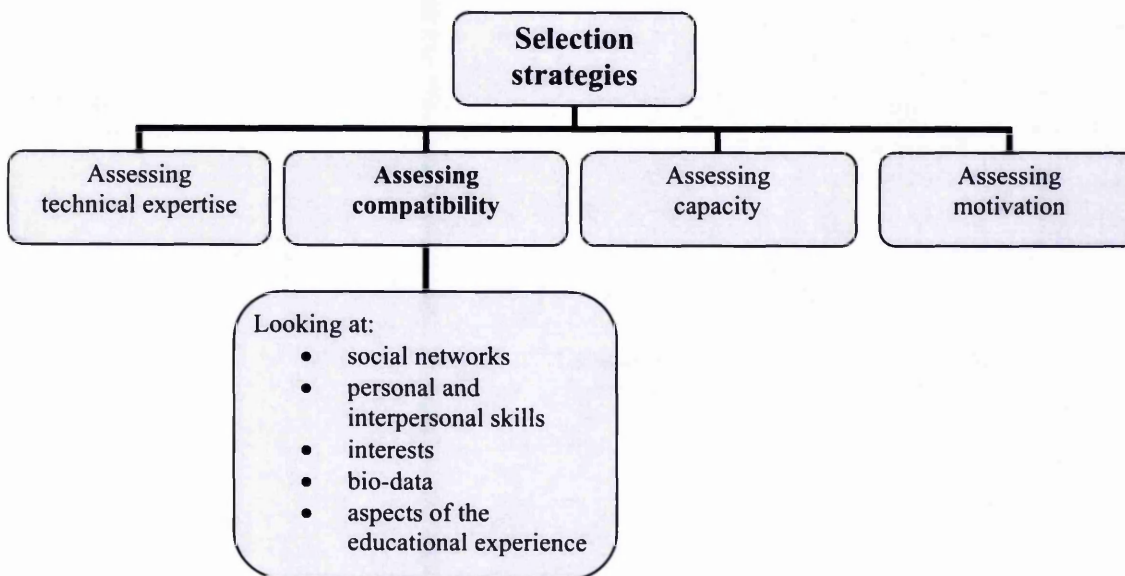 Selection
strategies
Assessing
technical expertise
Assessing
compatibility
Assessing
capacity
Assessing
motivation
Looking at:
• social networks
• personal and
interpersonal skills
• interests
• bio-data
• aspects of the
educational experience